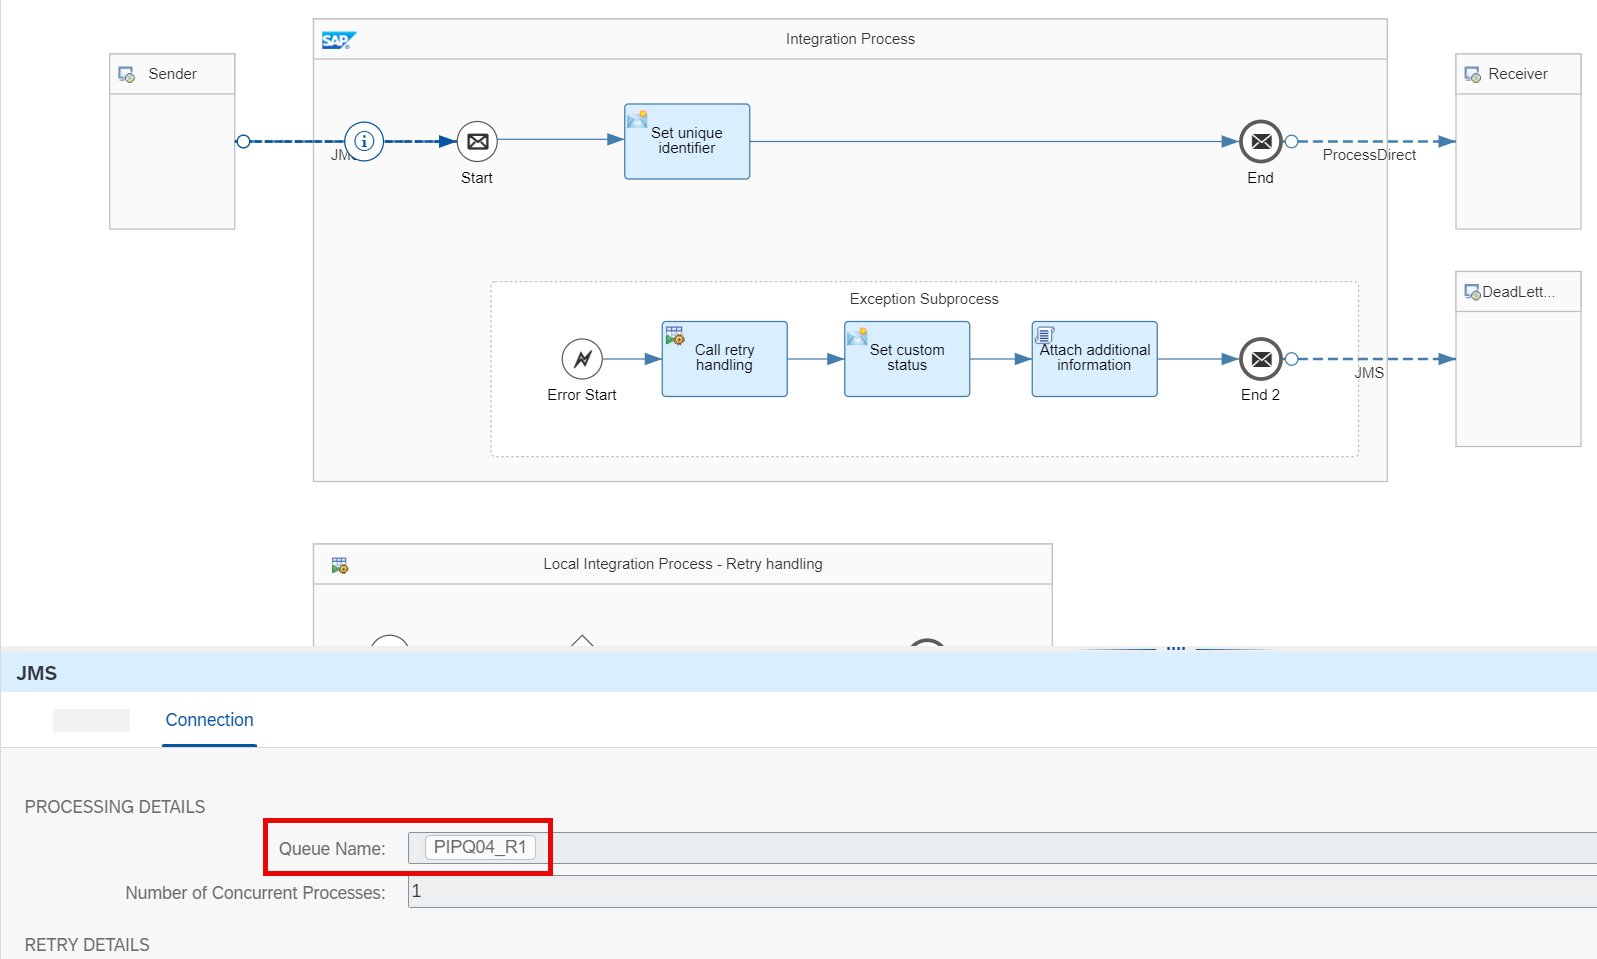 SAP
Integration Process
Sender
Receiver
JMS
Start
Set unique
identifier
End
ProcessDirect
DeadLett...
Exception Subprocess
Error Start
Call retry
handling
Set custom
status
Attach additional
information
End 2
JMS
Local Integration Process - Retry handling
JMS
Connection
PROCESSING DETAILS
Queue Name:
PIPQ04_R1
Number of Concurrent Processes:
1
RETRY DETAILS